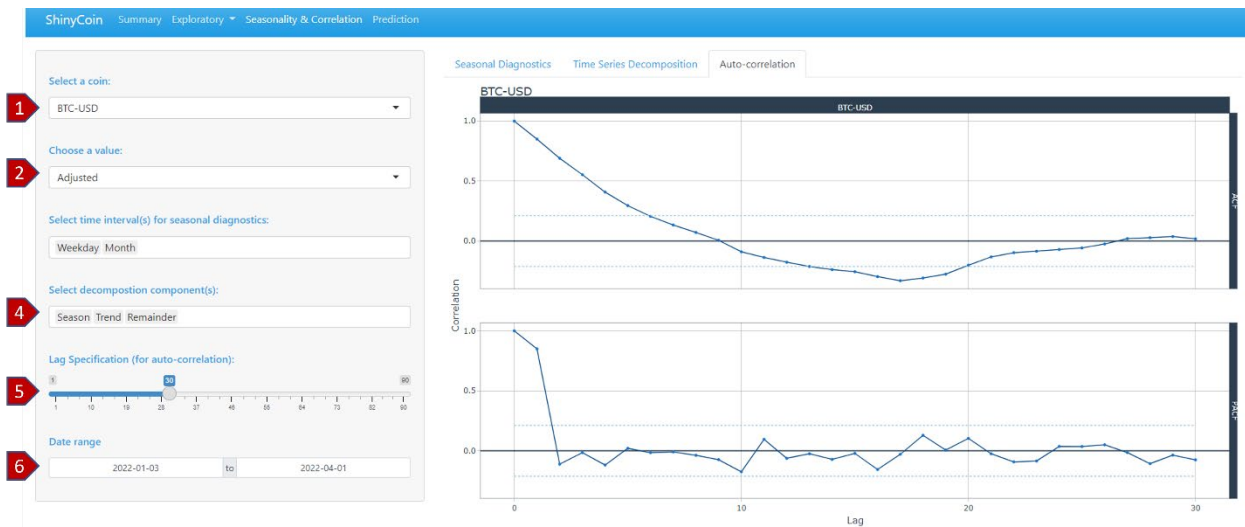 ShinyCoin Summary Exploratory Seasonality & Correlation Prediction
Select a coin:
1
BTC-USD
Choose a value:
2
Adjusted
Select time interval(s) for seasonal diagnostics:
Weekday Month
Select decompostion component(s):
4
Season Trend Remainder
Lag Specification (for auto-correlation):
1 30 90
5
1 10 19 28 37 46 55 64 73 82 90
Date range
6
2022-01-03 to 2022-04-01
Seasonal Diagnostics Time Series Decomposition Auto-correlation
BTC-USD
BTC-USD
1.0
0.5
0.0
ACF
Correlation
1.0
0.5
0.0
PACF
0 10 20 30
Lag